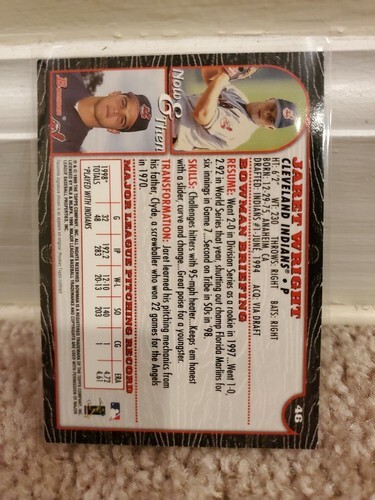 46
JARET WRIGHT
CLEVELAND INDIANS® • P
HT: 6'2" WT: 230 THROWS: RIGHT BATS: RIGHT
BORN: 12-29-75, ANAHEIM, CA
DRAFTED: INDIANS #1-JUNE, 1994 ACQ: VIA DRAFT
BOWMAN BRIEFING
RESUME: Went 2-0 in Division Series as a rookie in 1997...Went 1-0,
2.92 in World Series that year, shutting out champ Florida Marlins for
six innings in Game 7...Second on Tribe in SOs in '98.
SKILLS: Challenges hitters with 95-mph heater...Keeps 'em honest
with a slider, curve and change...Great poise for a youngster.
TRANSFORMATION: Jaret learned his pitching mechanics from
his father, Clyde, a screwballer who won 22 games for the Angels
in 1970.
MAJOR LEAGUE PITCHING RECORD
G IP W-L SO CG ERA
1998* 32 192.2 12-10 140 1 4.72
TOTALS 48 283 20-13 203 1 4.61
*PLAYED WITH INDIANS
Now & Then
BOWMAN